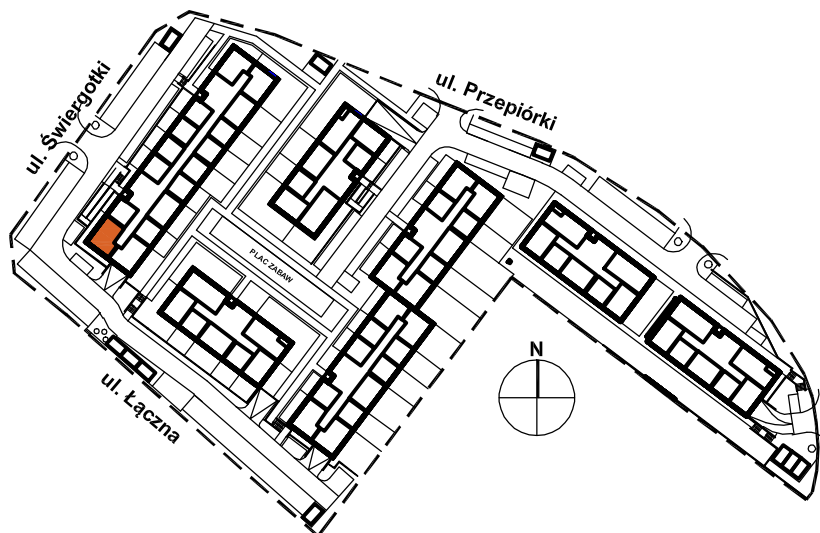 ul. Przepiórki
ul. Świergotki
PLAC ZABAW
N
ul. Łączna